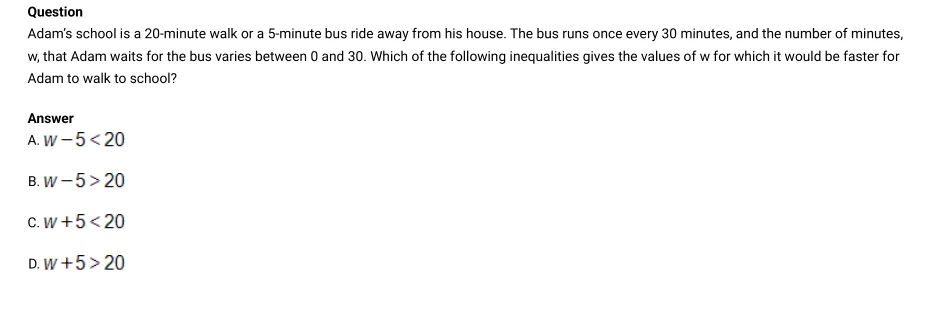 Question
Adam's school is a 20-minute walk or a 5-minute bus ride away from his house. The bus runs once every 30 minutes, and the number of minutes,
w, that Adam waits for the bus varies between 0 and 30. Which of the following inequalities gives the values of w for which it would be faster for
Adam to walk to school?
Answer
A. w−5<20
B. w−5>20
C. w+5<20
D. w+5>20